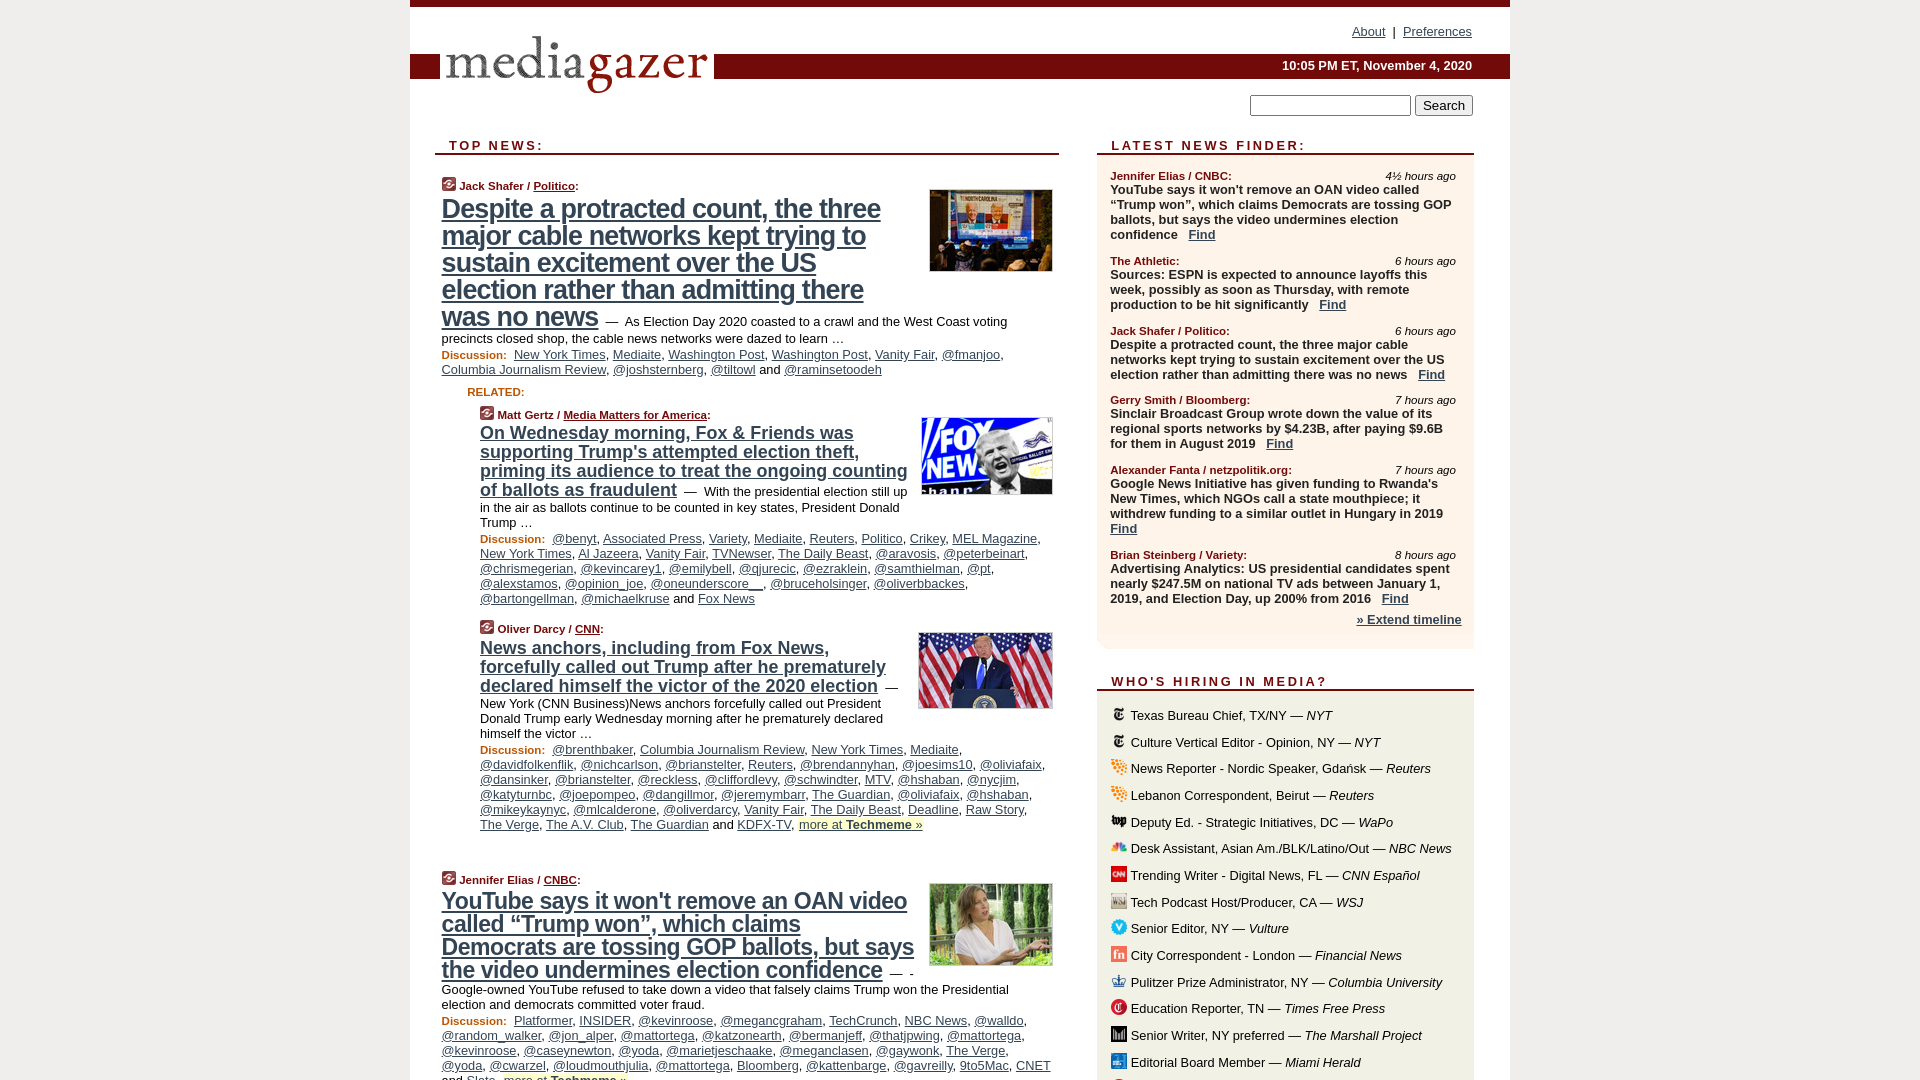 About | Preferences
mediagazer
10:05 PM ET, November 4, 2020
Search
TOP NEWS:
Jack Shafer / Politico:
Despite a protracted count, the three
major cable networks kept trying to
sustain excitement over the US
election rather than admitting there
was no news — As Election Day 2020 coasted to a crawl and the West Coast voting
precincts closed shop, the cable news networks were dazed to learn …
Discussion: New York Times, Mediaite, Washington Post, Washington Post, Vanity Fair, @fmanjoo,
Columbia Journalism Review, @joshsternberg, @tiltowl and @raminsetoodeh
RELATED:
Matt Gertz / Media Matters for America:
On Wednesday morning, Fox & Friends was
supporting Trump's attempted election theft,
priming its audience to treat the ongoing counting
of ballots as fraudulent — With the presidential election still up
in the air as ballots continue to be counted in key states, President Donald
Trump …
Discussion: @benyt, Associated Press, Variety, Mediaite, Reuters, Politico, Crikey, MEL Magazine,
New York Times, Al Jazeera, Vanity Fair, TVNewser, The Daily Beast, @aravosis, @peterbeinart,
@chrismegerian, @kevincarey1, @emilybell, @qjurecic, @ezraklein, @samthielman, @pt,
@alexstamos, @opinion_joe, @oneunderscore__, @bruceholsinger, @oliverbbackes,
@bartongellman, @michaelkruse and Fox News
Oliver Darcy / CNN:
News anchors, including from Fox News,
forcefully called out Trump after he prematurely
declared himself the victor of the 2020 election —
New York (CNN Business)News anchors forcefully called out President
Donald Trump early Wednesday morning after he prematurely declared
himself the victor …
Discussion: @brenthbaker, Columbia Journalism Review, New York Times, Mediaite,
@davidfolkenflik, @nichcarlson, @brianstelter, Reuters, @brendannyhan, @joesims10, @oliviafaix,
@dansinker, @brianstelter, @reckless, @cliffordlevy, @schwindter, MTV, @hshaban, @nycjim,
@katyturnbc, @joepompeo, @dangillmor, @jeremymbarr, The Guardian, @oliviafaix, @hshaban,
@mikeykaynyc, @mlcalderone, @oliverdarcy, Vanity Fair, The Daily Beast, Deadline, Raw Story,
The Verge, The A.V. Club, The Guardian and KDFX-TV, more at Techmeme »
Jennifer Elias / CNBC:
YouTube says it won't remove an OAN video
called “Trump won”, which claims
Democrats are tossing GOP ballots, but says
the video undermines election confidence — -
Google-owned YouTube refused to take down a video that falsely claims Trump won the Presidential
election and democrats committed voter fraud.
Discussion: Platformer, INSIDER, @kevinroose, @megancgraham, TechCrunch, NBC News, @walldo,
@random_walker, @jon_alper, @mattortega, @katzonearth, @bermanjeff, @thatjpwing, @mattortega,
@kevinroose, @caseynewton, @yoda, @marietjeschaake, @meganclasen, @gaywonk, The Verge,
@yoda, @cwarzel, @loudmouthjulia, @mattortega, Bloomberg, @kattenbarge, @gavreilly, 9to5Mac, CNET
and Slate, more at Techmeme »
LATEST NEWS FINDER:
Jennifer Elias / CNBC: 4½ hours ago
YouTube says it won't remove an OAN video called
“Trump won”, which claims Democrats are tossing GOP
ballots, but says the video undermines election
confidence Find
The Athletic: 6 hours ago
Sources: ESPN is expected to announce layoffs this
week, possibly as soon as Thursday, with remote
production to be hit significantly Find
Jack Shafer / Politico: 6 hours ago
Despite a protracted count, the three major cable
networks kept trying to sustain excitement over the US
election rather than admitting there was no news Find
Gerry Smith / Bloomberg: 7 hours ago
Sinclair Broadcast Group wrote down the value of its
regional sports networks by $4.23B, after paying $9.6B
for them in August 2019 Find
Alexander Fanta / netzpolitik.org: 7 hours ago
Google News Initiative has given funding to Rwanda's
New Times, which NGOs call a state mouthpiece; it
withdrew funding to a similar outlet in Hungary in 2019
Find
Brian Steinberg / Variety: 8 hours ago
Advertising Analytics: US presidential candidates spent
nearly $247.5M on national TV ads between January 1,
2019, and Election Day, up 200% from 2016 Find
» Extend timeline
WHO'S HIRING IN MEDIA?
Texas Bureau Chief, TX/NY — NYT
Culture Vertical Editor - Opinion, NY — NYT
News Reporter - Nordic Speaker, Gdańsk — Reuters
Lebanon Correspondent, Beirut — Reuters
Deputy Ed. - Strategic Initiatives, DC — WaPo
Desk Assistant, Asian Am./BLK/Latino/Out — NBC News
Trending Writer - Digital News, FL — CNN Español
Tech Podcast Host/Producer, CA — WSJ
Senior Editor, NY — Vulture
City Correspondent - London — Financial News
Pulitzer Prize Administrator, NY — Columbia University
Education Reporter, TN — Times Free Press
Senior Writer, NY preferred — The Marshall Project
Editorial Board Member — Miami Herald